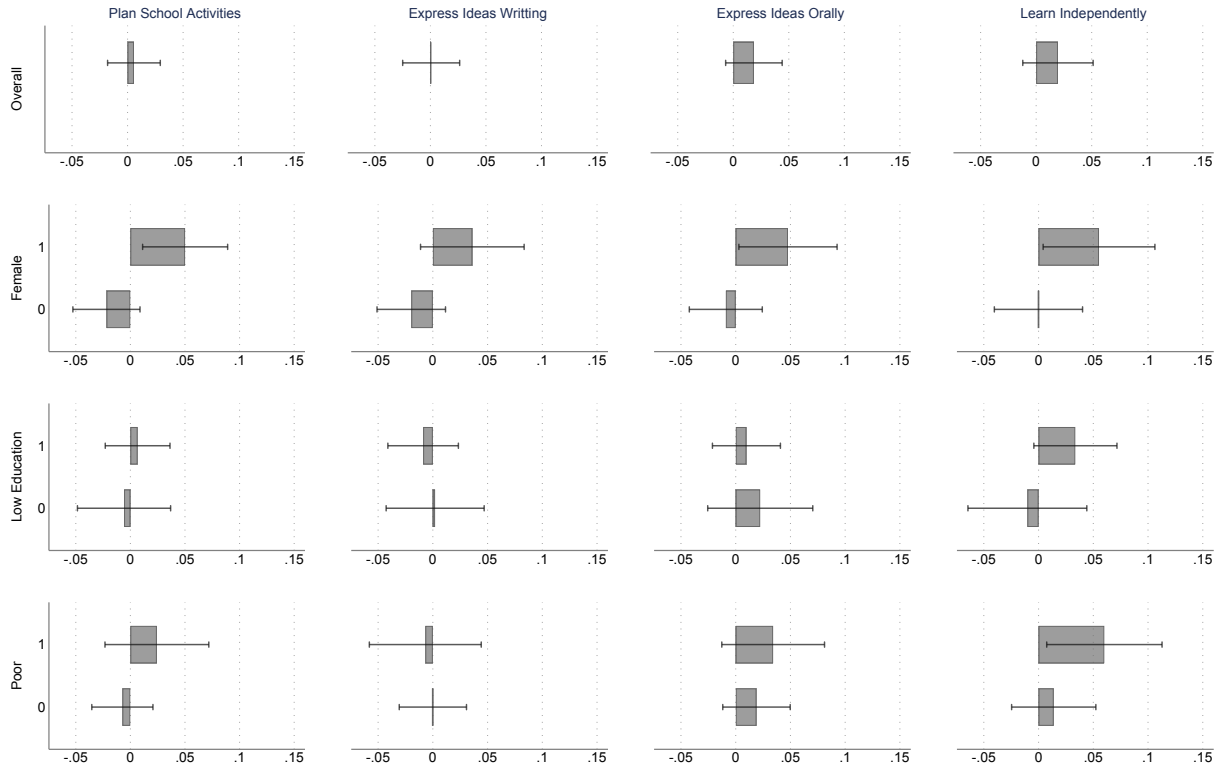 Plan School Activities Express Ideas Writting Express Ideas Orally Learn Independently
Overall
-.05 0 .05 .1 .15 -.05 0 .05 .1 .15 -.05 0 .05 .1 .15 -.05 0 .05 .1 .15
1
Female
0
-.05 0 .05 .1 .15 -.05 0 .05 .1 .15 -.05 0 .05 .1 .15 -.05 0 .05 .1 .15
1
Low Education
0
-.05 0 .05 .1 .15 -.05 0 .05 .1 .15 -.05 0 .05 .1 .15 -.05 0 .05 .1 .15
1
Poor
0
-.05 0 .05 .1 .15 -.05 0 .05 .1 .15 -.05 0 .05 .1 .15 -.05 0 .05 .1 .15